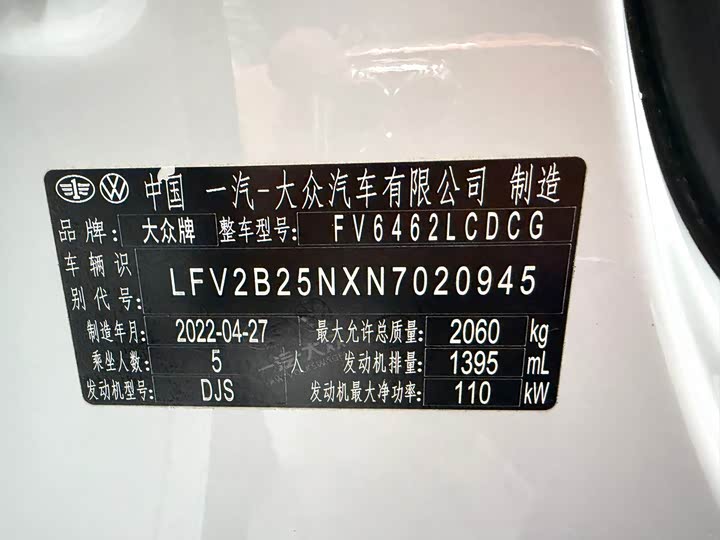 中国 一汽-大众汽车有限公司 制造
品牌: 大众牌 整车型号: FV6462LCDCG
车辆识别代号: LFV2B25NXN7020945
制造年月: 2022-04-27 最大允许总质量: 2060 kg
乘坐人数: 5 人 发动机排量: 1395 mL
发动机型号: DJS 发动机最大净功率: 110 kW
一汽-大众